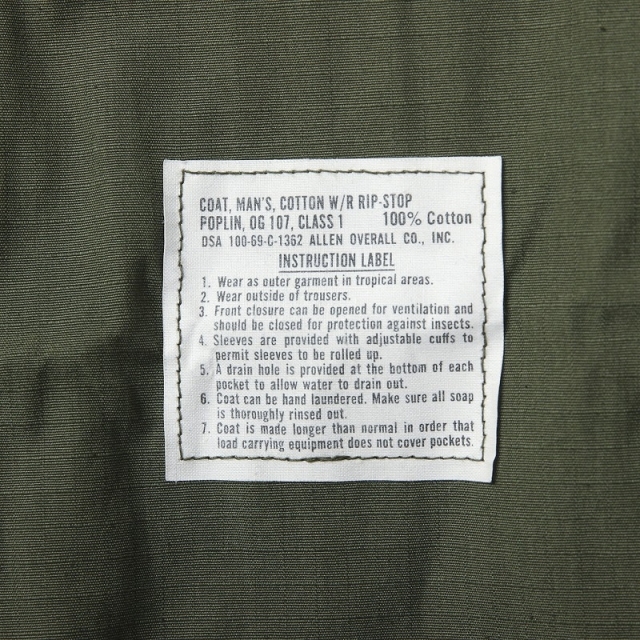 COAT, MAN'S, COTTON W/R RIP-STOP
POPLIN, OG 107, CLASS 1 100% Cotton
DSA 100-69-C-1362 ALLEN OVERALL CO., INC.
INSTRUCTION LABEL
1. Wear as outer garment in tropical areas.
2. Wear outside of trousers.
3. Front closure can be opened for ventilation and
should be closed for protection against insects.
4. Sleeves are provided with adjustable cuffs to
permit sleeves to be rolled up.
5. A drain hole is provided at the bottom of each
pocket to allow water to drain out.
6. Coat can be hand laundered. Make sure all soap
is thoroughly rinsed out.
7. Coat is made longer than normal in order that
load carrying equipment does not cover pockets.